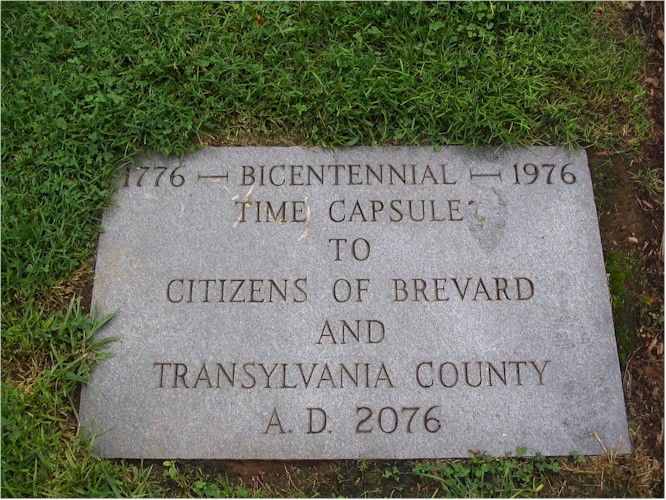 1776 — BICENTENNIAL — 1976
TIME CAPSULE
TO
CITIZENS OF BREVARD
AND
TRANSYLVANIA COUNTY
A. D. 2076